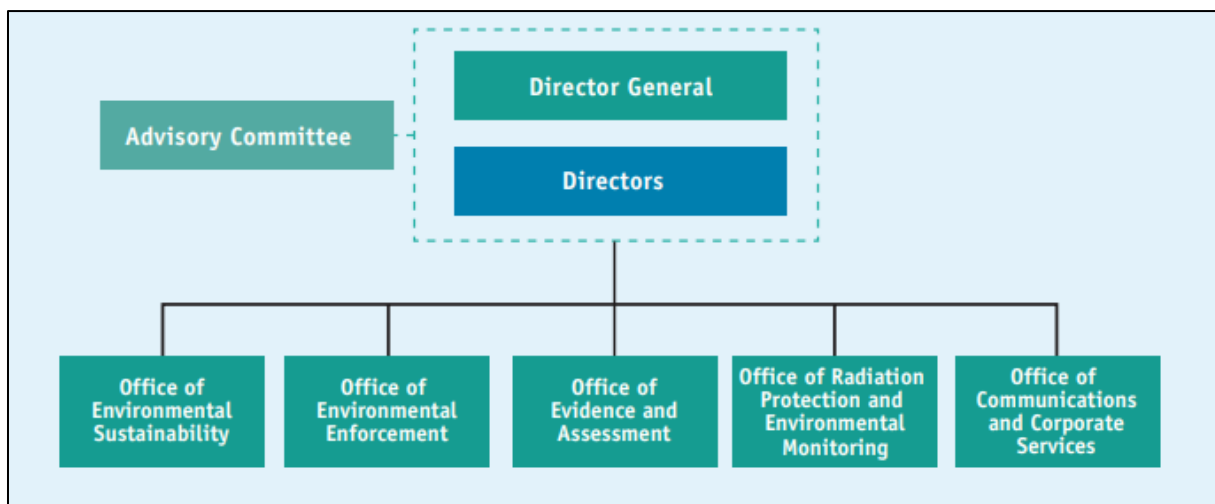 Director General
Advisory Committee
Directors
Office of
Environmental
Sustainability
Office of
Environmental
Enforcement
Office of
Evidence and
Assessment
Office of Radiation
Protection and
Environmental
Monitoring
Office of
Communications
and Corporate
Services